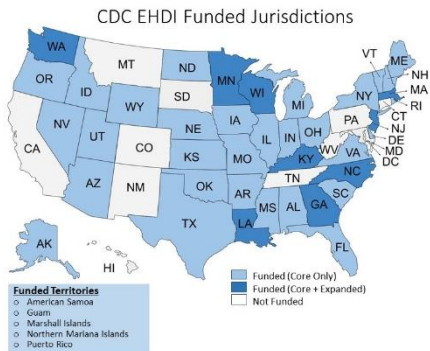 CDC EHDI Funded Jurisdictions
WA
MT
ND
MN
VT
ME
NH
MA
RI
CT
NJ
DE
MD
DC
OR
ID
WY
SD
WI
MI
NY
PA
NV
UT
CO
NE
IA
IL
IN
OH
WV
VA
CA
KS
MO
KY
NC
AZ
NM
OK
AR
TN
SC
TX
LA
MS
AL
GA
FL
AK
HI
Funded (Core Only)
Funded (Core + Expanded)
Not Funded
Funded Territories
○ American Samoa
○ Guam
○ Marshall Islands
○ Northern Mariana Islands
○ Puerto Rico